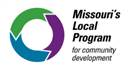 Missouri's
Local
Program
for community
development